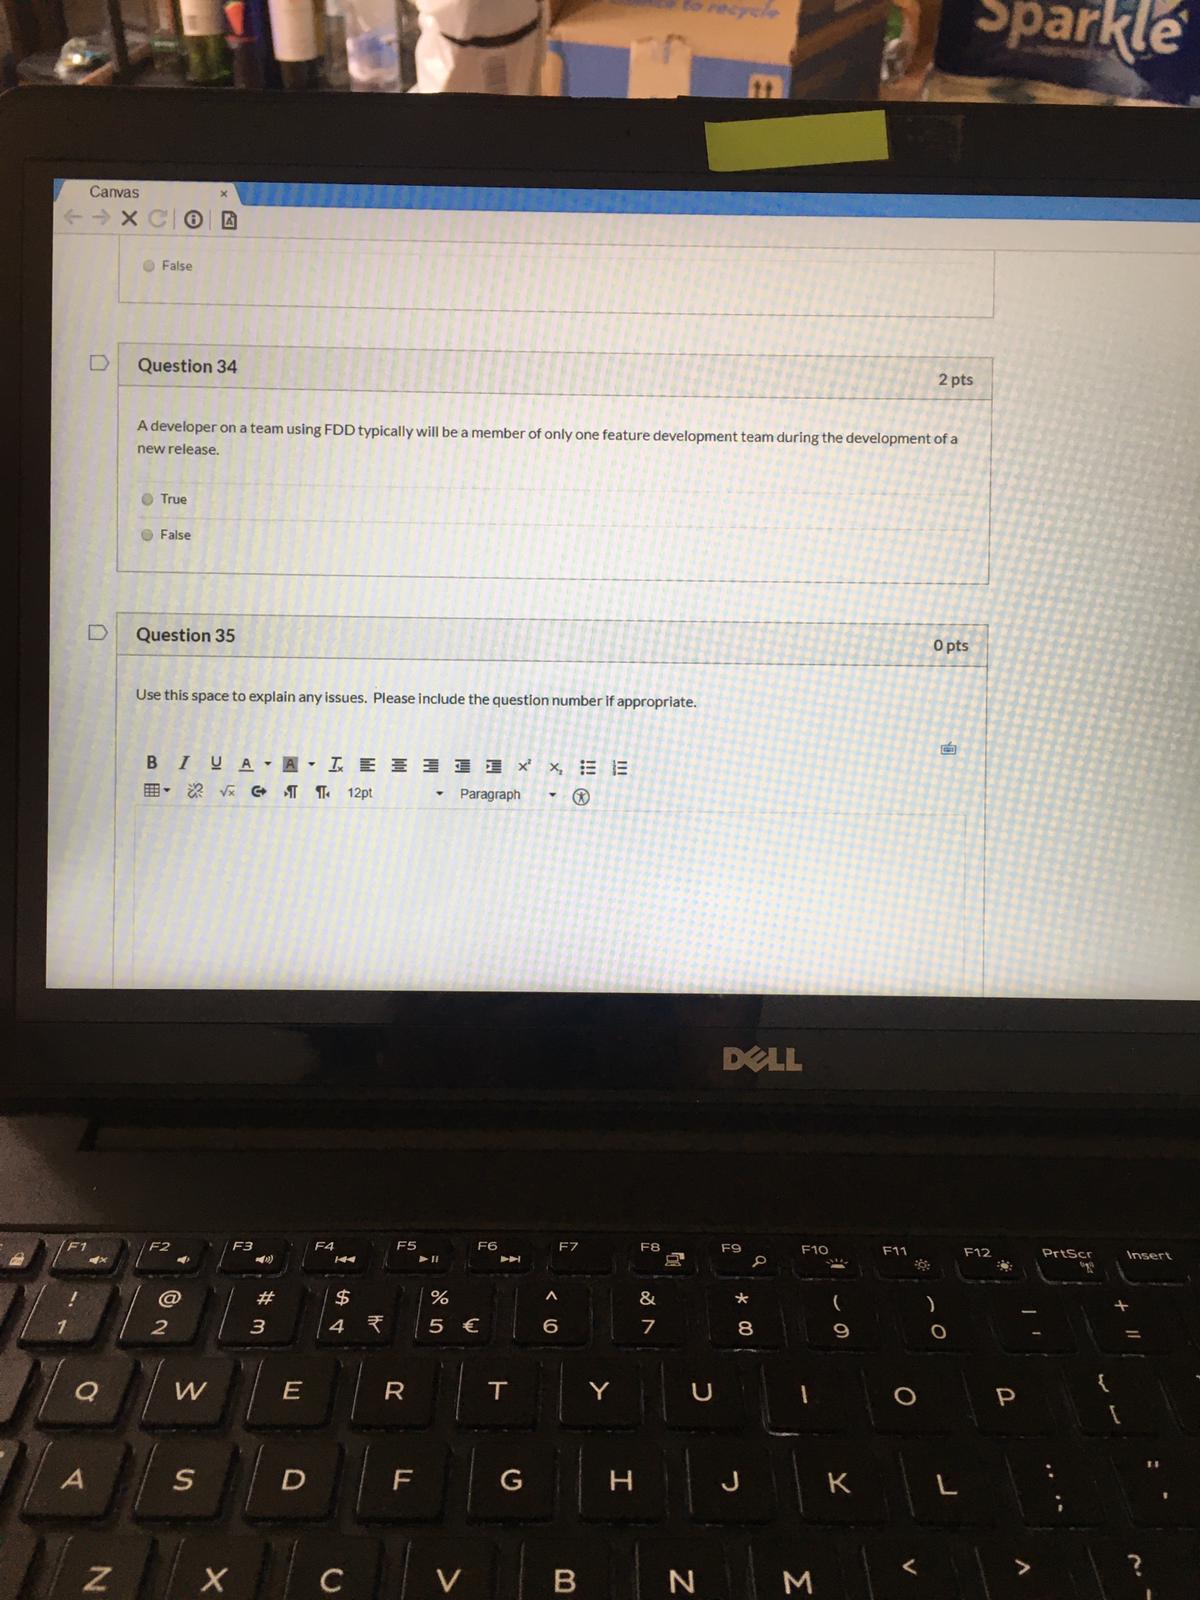 to recycle
Sparkle
Canvas
False
Question 34
2 pts
A developer on a team using FDD typically will be a member of only one feature development team during the development of a
new release.
True
False
Question 35
0 pts
Use this space to explain any issues. Please include the question number if appropriate.
B I U A A Ix x² x₂
√x 12pt Paragraph
DELL
F1 F2 F3 F4 F5 F6 F7 F8 F9 F10 F11 F12 PrtScr Insert
! @ # $ % ^ & * ( ) _ +
1 2 3 4 ₹ 5 € 6 7 8 9 0 - =
Q W E R T Y U I O P { [
A S D F G H J K L : ; " '
Z X C V B N M < > ?